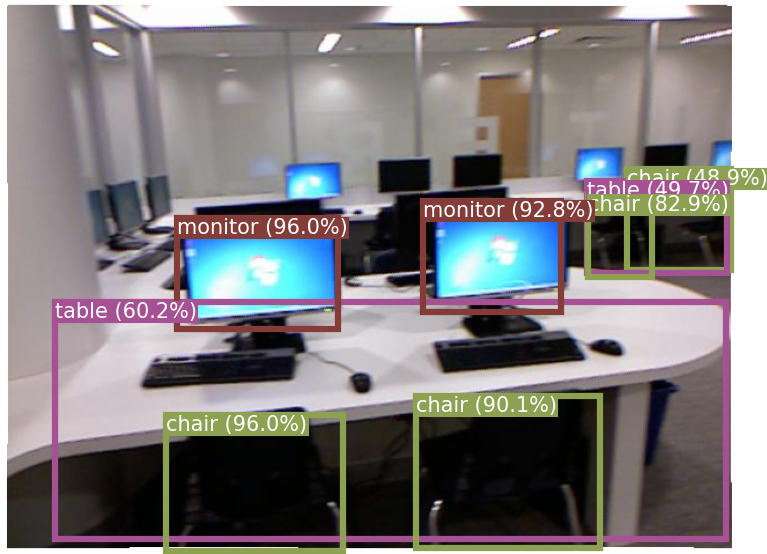 chair (48.9%)
table (49.7%)
chair (82.9%)
monitor (96.0%)
monitor (92.8%)
table (60.2%)
chair (96.0%)
chair (90.1%)